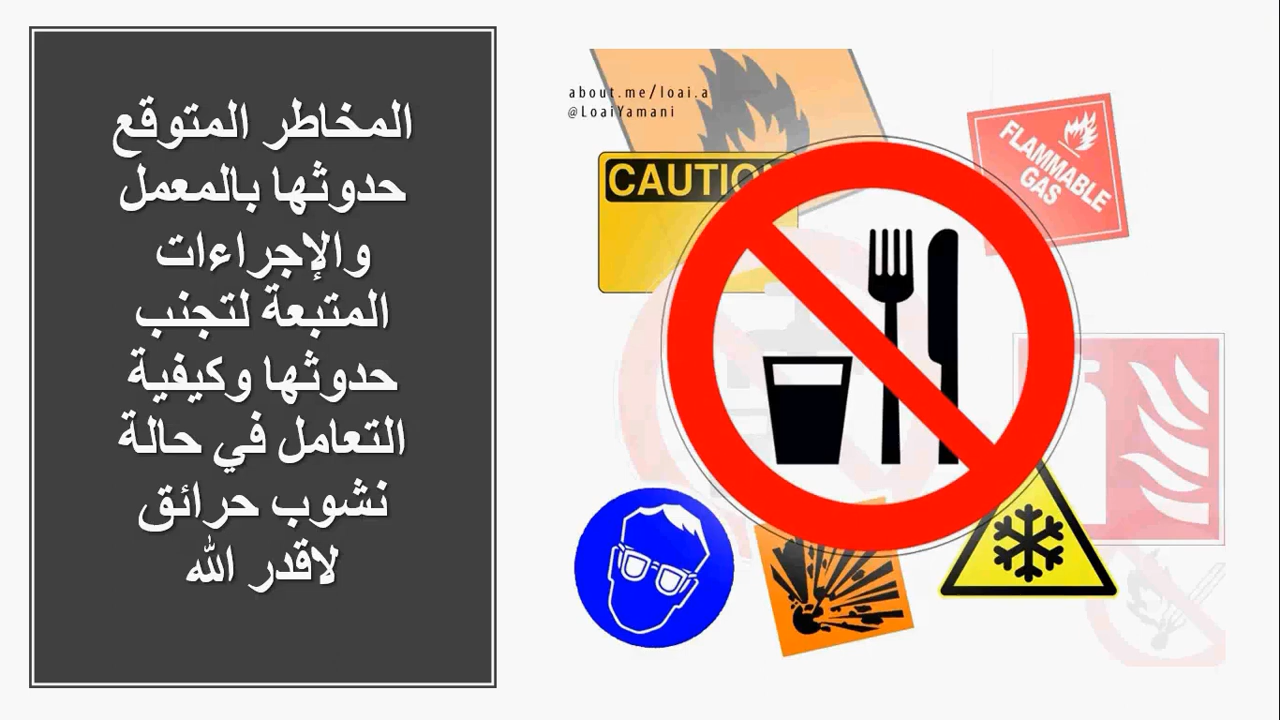 المخاطر المتوقع
حدوثها بالمعمل
والإجراءات
المتبعة لتجنب
حدوثها وكيفية
التعامل في حالة
نشوب حرائق
لاقدر الله
about.me/loai.a
@LoaiYamani
CAUTIO
FLAMMABLE
GAS